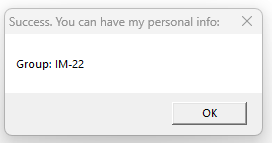 Success. You can have my personal info:
Group: IM-22
OK